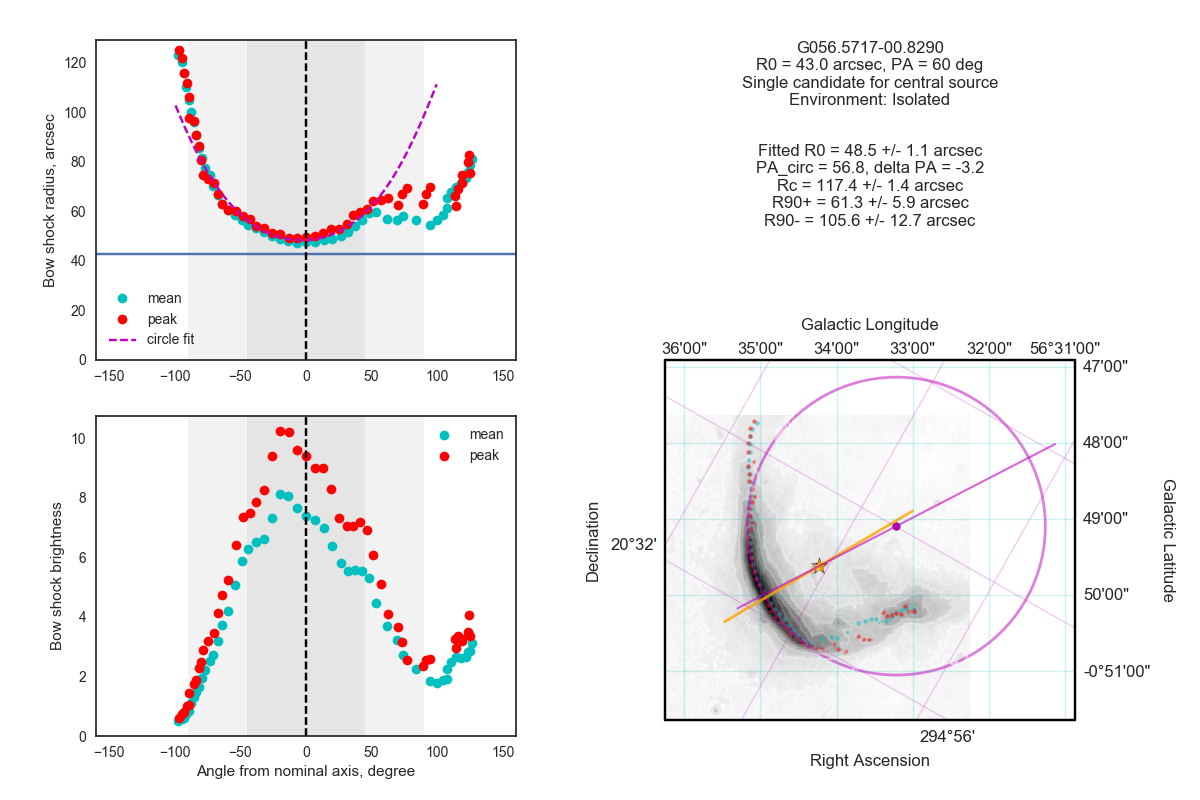 120
100
80
60
40
20
0
Bow shock radius, arcsec
mean
peak
circle fit
−150
−100
−50
0
50
100
150
G056.5717-00.8290
R0 = 43.0 arcsec, PA = 60 deg
Single candidate for central source
Environment: Isolated
Fitted R0 = 48.5 +/- 1.1 arcsec
PA_circ = 56.8, delta PA = -3.2
Rc = 117.4 +/- 1.4 arcsec
R90+ = 61.3 +/- 5.9 arcsec
R90- = 105.6 +/- 12.7 arcsec
10
8
6
4
2
0
Bow shock brightness
mean
peak
−150
−100
−50
0
50
100
150
Angle from nominal axis, degree
Galactic Longitude
36'00"
35'00"
34'00"
33'00"
32'00"
56°31'00"
47'00"
48'00"
49'00"
50'00"
-0°51'00"
Galactic Latitude
Declination
20°32'
294°56'
Right Ascension